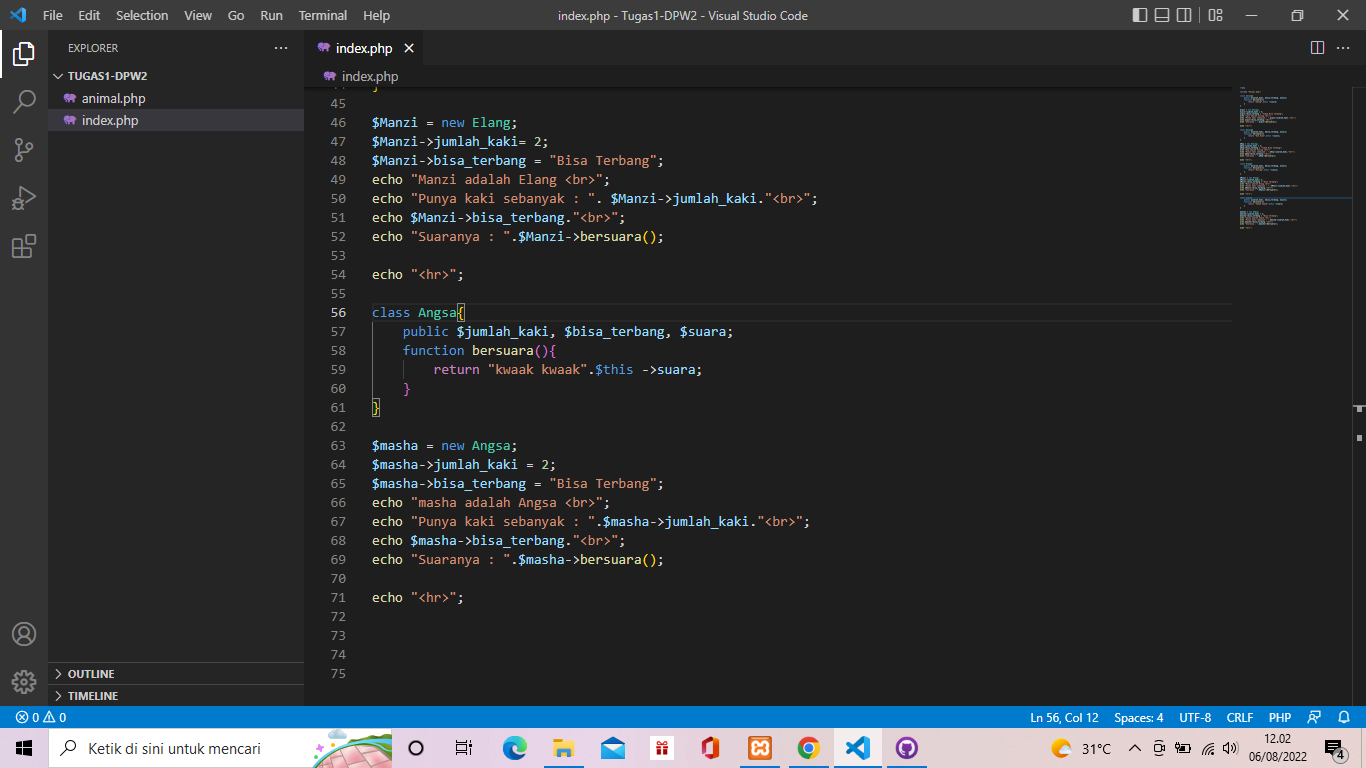 File Edit Selection View Go Run Terminal Help
index.php - Tugas1-DPW2 - Visual Studio Code
EXPLORER
TUGAS1-DPW2
animal.php
index.php
OUTLINE
TIMELINE
index.php
index.php
45
46 $Manzi = new Elang;
47 $Manzi->jumlah_kaki= 2;
48 $Manzi->bisa_terbang = "Bisa Terbang";
49 echo "Manzi adalah Elang <br>";
50 echo "Punya kaki sebanyak : ". $Manzi->jumlah_kaki."<br>";
51 echo $Manzi->bisa_terbang."<br>";
52 echo "Suaranya : ".$Manzi->bersuara();
53
54 echo "<hr>";
55
56 class Angsa{
57 public $jumlah_kaki, $bisa_terbang, $suara;
58 function bersuara(){
59 return "kwaak kwaak".$this ->suara;
60 }
61 }
62
63 $masha = new Angsa;
64 $masha->jumlah_kaki = 2;
65 $masha->bisa_terbang = "Bisa Terbang";
66 echo "masha adalah Angsa <br>";
67 echo "Punya kaki sebanyak : ".$masha->jumlah_kaki."<br>";
68 echo $masha->bisa_terbang."<br>";
69 echo "Suaranya : ".$masha->bersuara();
70
71 echo "<hr>";
72
73
74
75
0 0
Ln 56, Col 12 Spaces: 4 UTF-8 CRLF PHP
Ketik di sini untuk mencari
31°C
12.02
06/08/2022
4